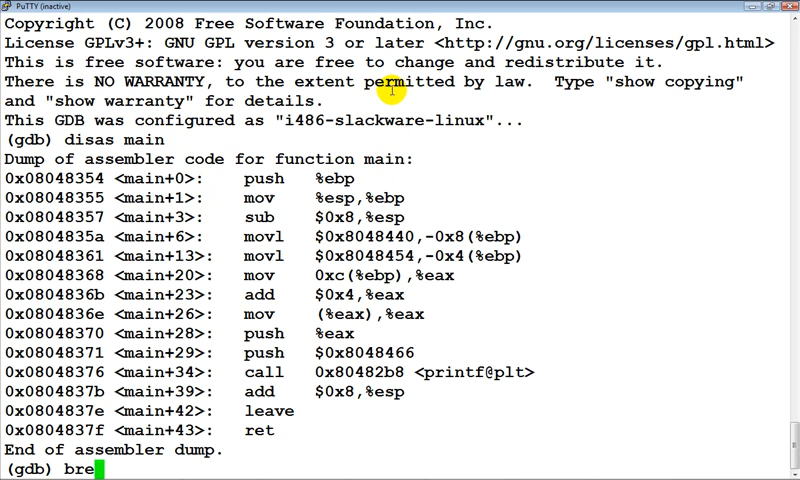 PuTTY (inactive)
Copyright (C) 2008 Free Software Foundation, Inc.
License GPLv3+: GNU GPL version 3 or later <http://gnu.org/licenses/gpl.html>
This is free software: you are free to change and redistribute it.
There is NO WARRANTY, to the extent permitted by law.  Type "show copying"
and "show warranty" for details.
This GDB was configured as "i486-slackware-linux"...
(gdb) disas main
Dump of assembler code for function main:
0x08048354 <main+0>:    push   %ebp
0x08048355 <main+1>:    mov    %esp,%ebp
0x08048357 <main+3>:    sub    $0x8,%esp
0x0804835a <main+6>:    movl   $0x8048440,-0x8(%ebp)
0x08048361 <main+13>:   movl   $0x8048454,-0x4(%ebp)
0x08048368 <main+20>:   mov    0xc(%ebp),%eax
0x0804836b <main+23>:   add    $0x4,%eax
0x0804836e <main+26>:   mov    (%eax),%eax
0x08048370 <main+28>:   push   %eax
0x08048371 <main+29>:   push   $0x8048466
0x08048376 <main+34>:   call   0x80482b8 <printf@plt>
0x0804837b <main+39>:   add    $0x8,%esp
0x0804837e <main+42>:   leave
0x0804837f <main+43>:   ret
End of assembler dump.
(gdb) bre